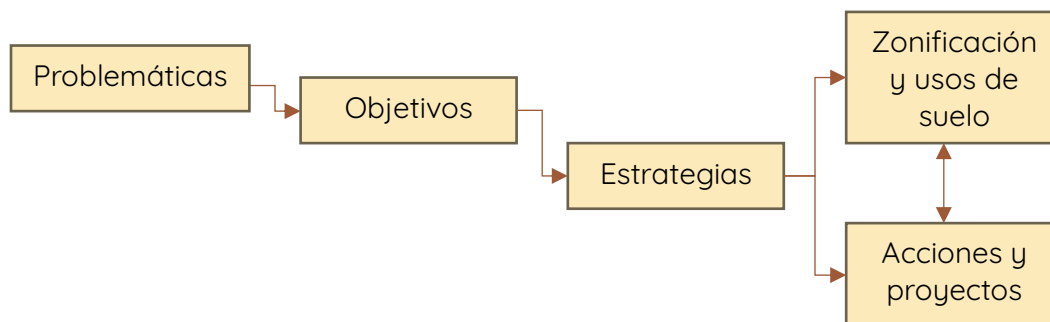 Problemáticas
Objetivos
Estrategias
Zonificación
y usos de
suelo
Acciones y
proyectos